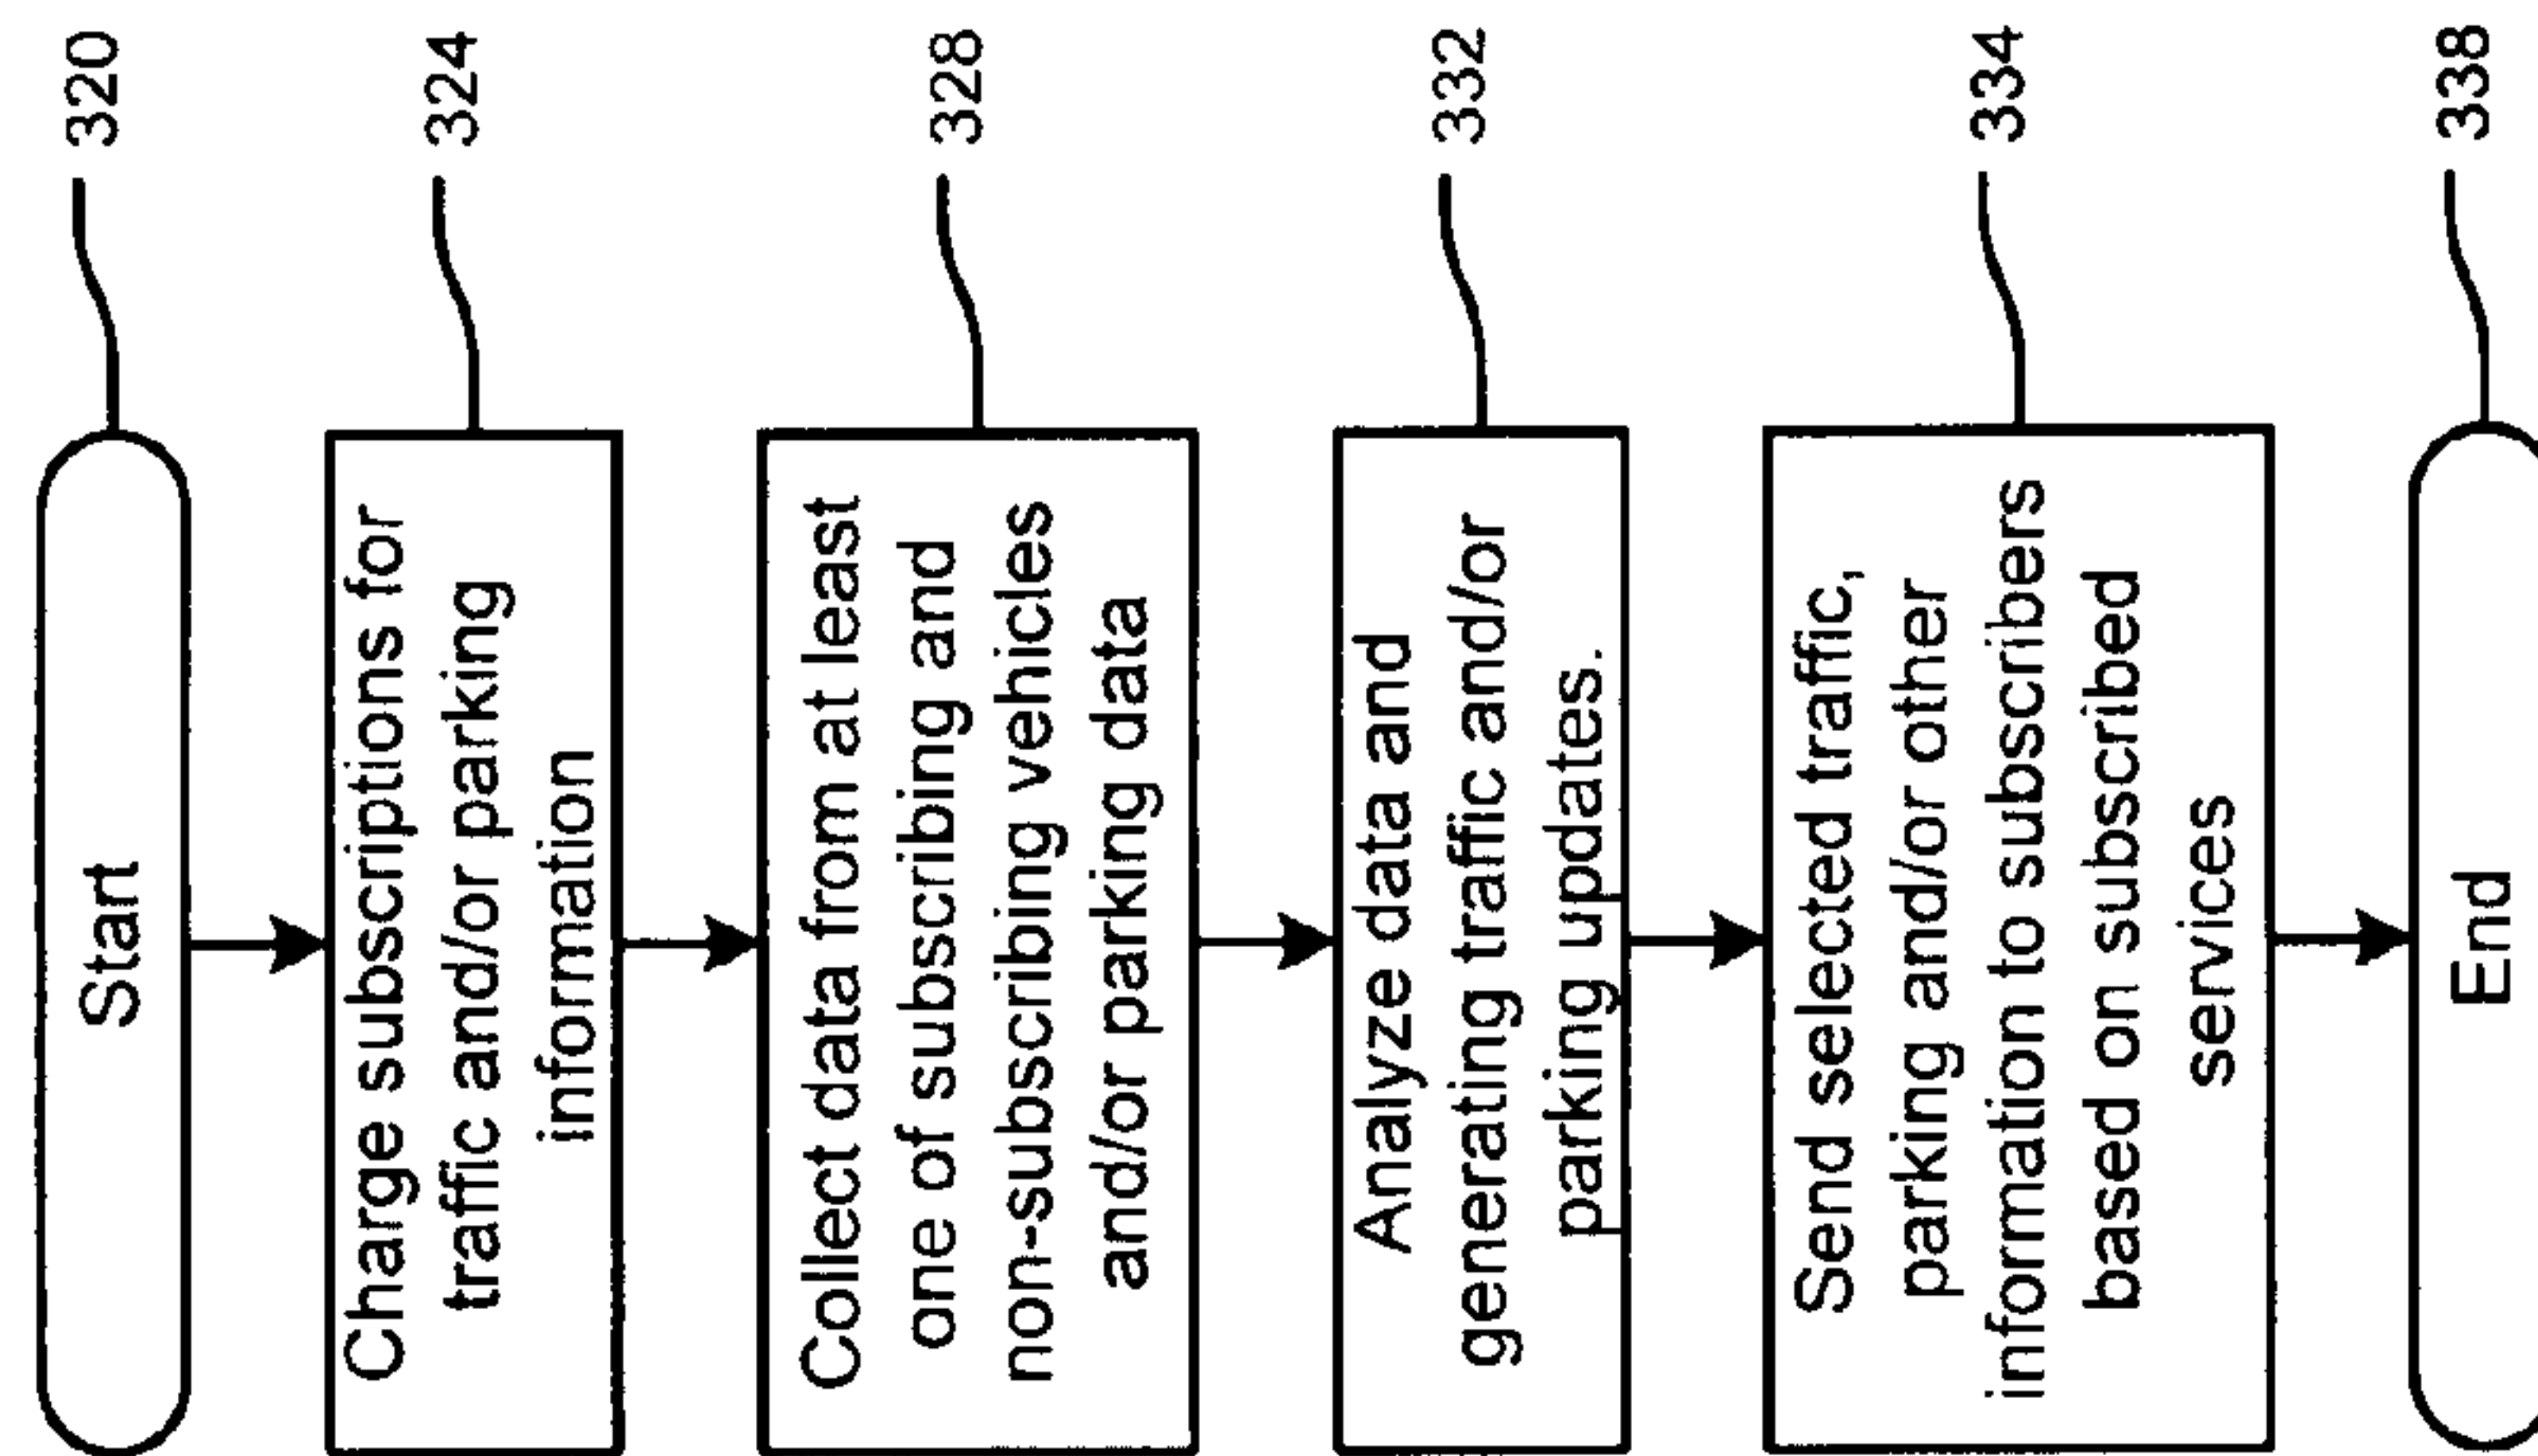 Start
320
Charge subscriptions for
traffic and/or parking
information
324
Collect data from at least
one of subscribing and
non-subscribing vehicles
and/or parking data
328
Analyze data and
generating traffic and/or
parking updates.
332
Send selected traffic,
parking and/or other
information to subscribers
based on subscribed
services
334
End
338